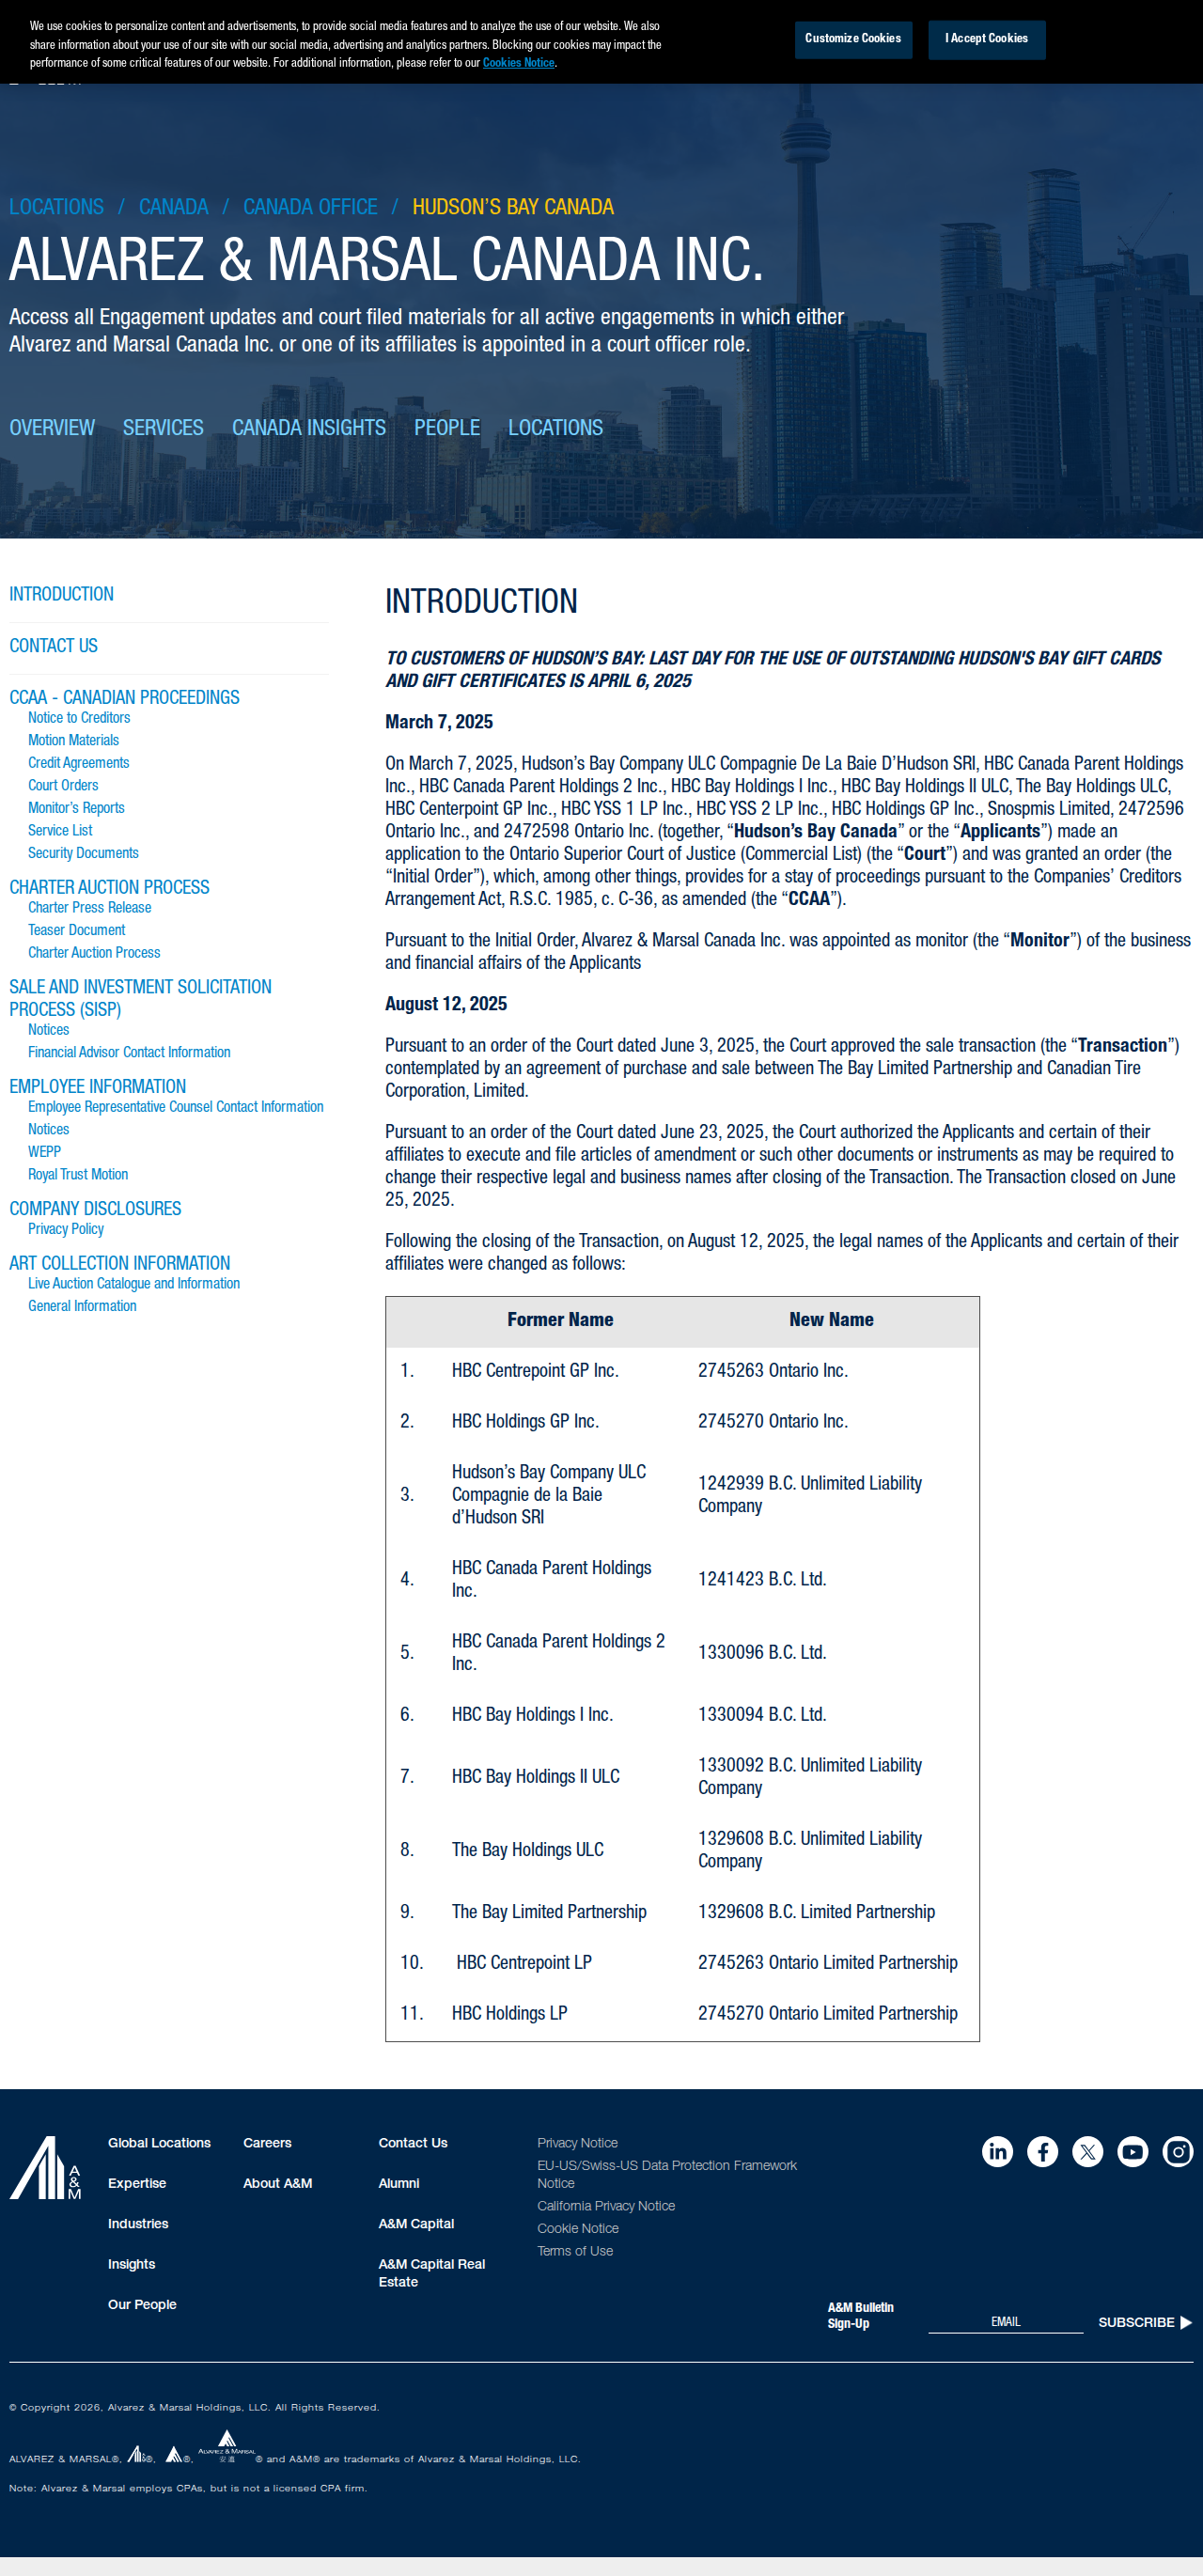 We use cookies to personalize content and advertisements, to provide social media features and to analyze the use of our website. We also
share information about your use of our site with our social media, advertising and analytics partners. Blocking our cookies may impact the
performance of some critical features of our website. For additional information, please refer to our Cookies Notice.
Customize Cookies
I Accept Cookies
LOCATIONS / CANADA / CANADA OFFICE / HUDSON’S BAY CANADA
ALVAREZ & MARSAL CANADA INC.
Access all Engagement updates and court filed materials for all active engagements in which either
Alvarez and Marsal Canada Inc. or one of its affiliates is appointed in a court officer role.
OVERVIEW SERVICES CANADA INSIGHTS PEOPLE LOCATIONS
INTRODUCTION
CONTACT US
CCAA - CANADIAN PROCEEDINGS
Notice to Creditors
Motion Materials
Credit Agreements
Court Orders
Monitor’s Reports
Service List
Security Documents
CHARTER AUCTION PROCESS
Charter Press Release
Teaser Document
Charter Auction Process
SALE AND INVESTMENT SOLICITATION
PROCESS (SISP)
Notices
Financial Advisor Contact Information
EMPLOYEE INFORMATION
Employee Representative Counsel Contact Information
Notices
WEPP
Royal Trust Motion
COMPANY DISCLOSURES
Privacy Policy
ART COLLECTION INFORMATION
Live Auction Catalogue and Information
General Information
INTRODUCTION
TO CUSTOMERS OF HUDSON’S BAY: LAST DAY FOR THE USE OF OUTSTANDING HUDSON'S BAY GIFT CARDS
AND GIFT CERTIFICATES IS APRIL 6, 2025
March 7, 2025
On March 7, 2025, Hudson’s Bay Company ULC Compagnie De La Baie D’Hudson SRI, HBC Canada Parent Holdings
Inc., HBC Canada Parent Holdings 2 Inc., HBC Bay Holdings I Inc., HBC Bay Holdings II ULC, The Bay Holdings ULC,
HBC Centerpoint GP Inc., HBC YSS 1 LP Inc., HBC YSS 2 LP Inc., HBC Holdings GP Inc., Snospmis Limited, 2472596
Ontario Inc., and 2472598 Ontario Inc. (together, “Hudson’s Bay Canada” or the “Applicants”) made an
application to the Ontario Superior Court of Justice (Commercial List) (the “Court”) and was granted an order (the
“Initial Order”), which, among other things, provides for a stay of proceedings pursuant to the Companies’ Creditors
Arrangement Act, R.S.C. 1985, c. C-36, as amended (the “CCAA”).
Pursuant to the Initial Order, Alvarez & Marsal Canada Inc. was appointed as monitor (the “Monitor”) of the business
and financial affairs of the Applicants
August 12, 2025
Pursuant to an order of the Court dated June 3, 2025, the Court approved the sale transaction (the “Transaction”)
contemplated by an agreement of purchase and sale between The Bay Limited Partnership and Canadian Tire
Corporation, Limited.
Pursuant to an order of the Court dated June 23, 2025, the Court authorized the Applicants and certain of their
affiliates to execute and file articles of amendment or such other documents or instruments as may be required to
change their respective legal and business names after closing of the Transaction. The Transaction closed on June
25, 2025.
Following the closing of the Transaction, on August 12, 2025, the legal names of the Applicants and certain of their
affiliates were changed as follows:
Former Name New Name
1. HBC Centrepoint GP Inc. 2745263 Ontario Inc.
2. HBC Holdings GP Inc. 2745270 Ontario Inc.
3. Hudson’s Bay Company ULC
Compagnie de la Baie
d’Hudson SRI
1242939 B.C. Unlimited Liability
Company
4. HBC Canada Parent Holdings
Inc.
1241423 B.C. Ltd.
5. HBC Canada Parent Holdings 2
Inc.
1330096 B.C. Ltd.
6. HBC Bay Holdings I Inc. 1330094 B.C. Ltd.
7. HBC Bay Holdings II ULC
1330092 B.C. Unlimited Liability
Company
8. The Bay Holdings ULC
1329608 B.C. Unlimited Liability
Company
9. The Bay Limited Partnership 1329608 B.C. Limited Partnership
10. HBC Centrepoint LP 2745263 Ontario Limited Partnership
11. HBC Holdings LP 2745270 Ontario Limited Partnership
A
&
M
Global Locations
Expertise
Industries
Insights
Our People
Careers
About A&M
Contact Us
Alumni
A&M Capital
A&M Capital Real
Estate
Privacy Notice
EU-US/Swiss-US Data Protection Framework
Notice
California Privacy Notice
Cookie Notice
Terms of Use
A&M Bulletin
Sign-Up
EMAIL
SUBSCRIBE
© Copyright 2026, Alvarez & Marsal Holdings, LLC. All Rights Reserved.
ALVAREZ & MARSAL®, ®, ®, ALVAREZ & MARSAL ® and A&M® are trademarks of Alvarez & Marsal Holdings, LLC.
Note: Alvarez & Marsal employs CPAs, but is not a licensed CPA firm.